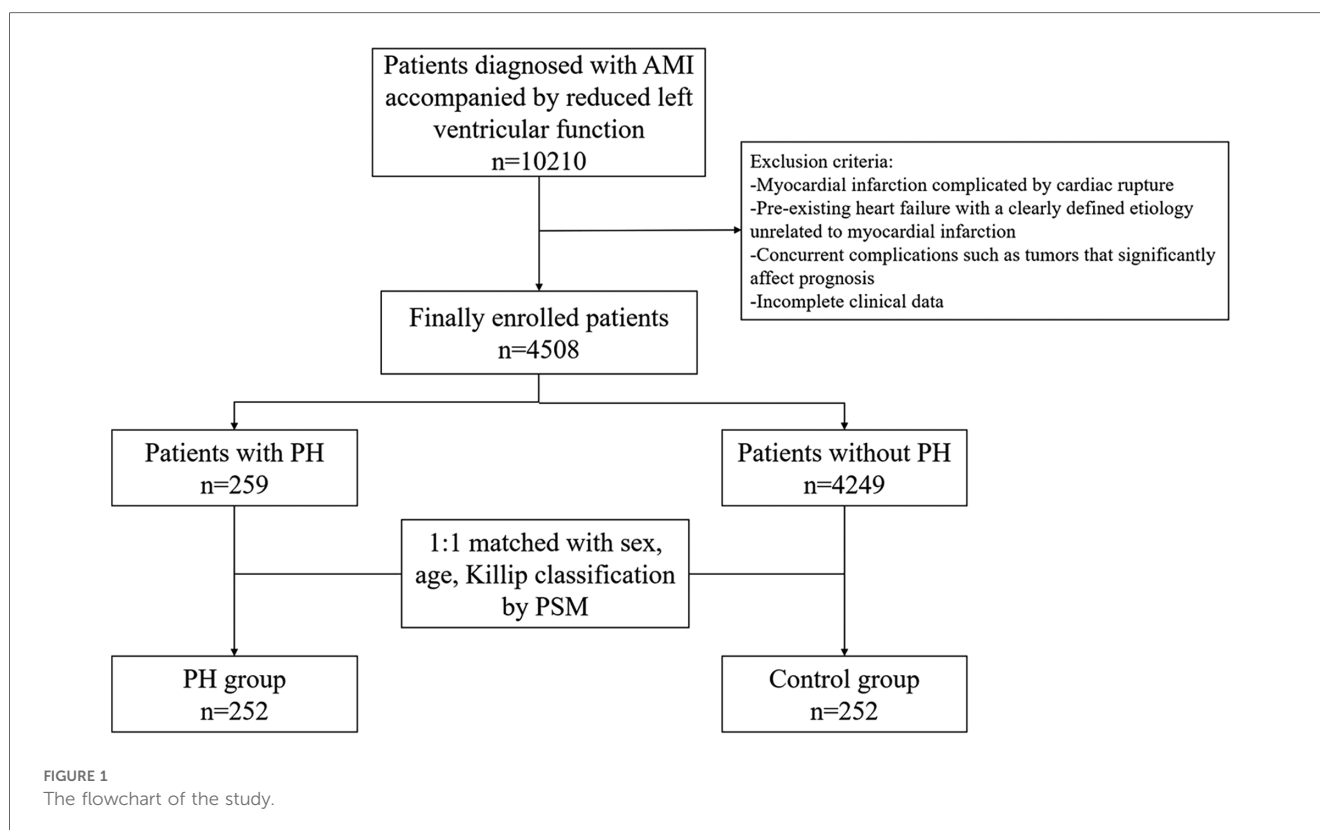 Patients diagnosed with AMI
accompanied by reduced left
ventricular function
n=10210
Exclusion criteria:
-Myocardial infarction complicated by cardiac rupture
-Pre-existing heart failure with a clearly defined etiology
unrelated to myocardial infarction
-Concurrent complications such as tumors that significantly
affect prognosis
-Incomplete clinical data
Finally enrolled patients
n=4508
Patients with PH
n=259
Patients without PH
n=4249
1:1 matched with sex,
age, Killip classification
by PSM
PH group
n=252
Control group
n=252
FIGURE 1
The flowchart of the study.